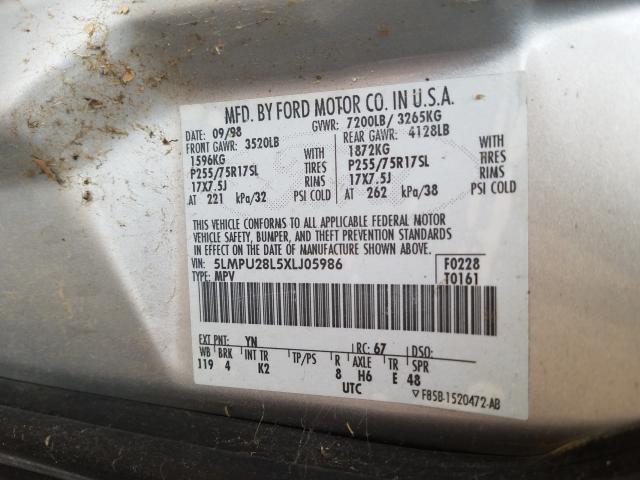 MFD. BY FORD MOTOR CO. IN U.S.A.
DATE: 09/98 GVWR: 7200LB/ 3265KG
FRONT GAWR: 3520LB REAR GAWR: 4128LB
1596KG WITH 1872KG WITH
P255/75R17SL TIRES P255/75R17SL TIRES
17X7.5J RIMS 17X7.5J RIMS
AT 221 kPa/32 PSI COLD AT 262 kPa/38 PSI COLD
THIS VEHICLE CONFORMS TO ALL APPLICABLE FEDERAL MOTOR
VEHICLE SAFETY, BUMPER, AND THEFT PREVENTION STANDARDS
IN EFFECT ON THE DATE OF MANUFACTURE SHOWN ABOVE.
VIN: 5LMPU28L5XLJ05986 F0228
TYPE: MPV T0161
EXT PNT: YN RC: 67 DSO:
WB BRK INT TR TP/PS R AXLE TR SPR
119 4 K2 8 H6 E 48
UTC
▽ F85B-1520472-AB